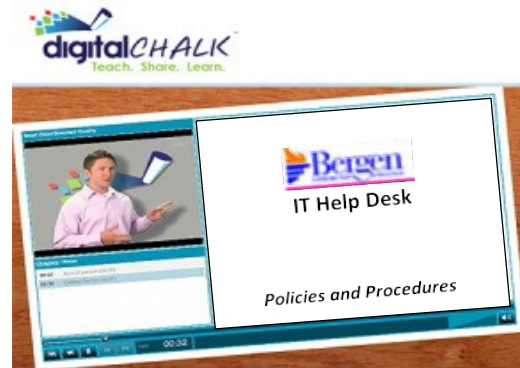 digitalCHALK
Teach. Share. Learn.
Bergen
IT Help Desk
Policies and Procedures
00:32